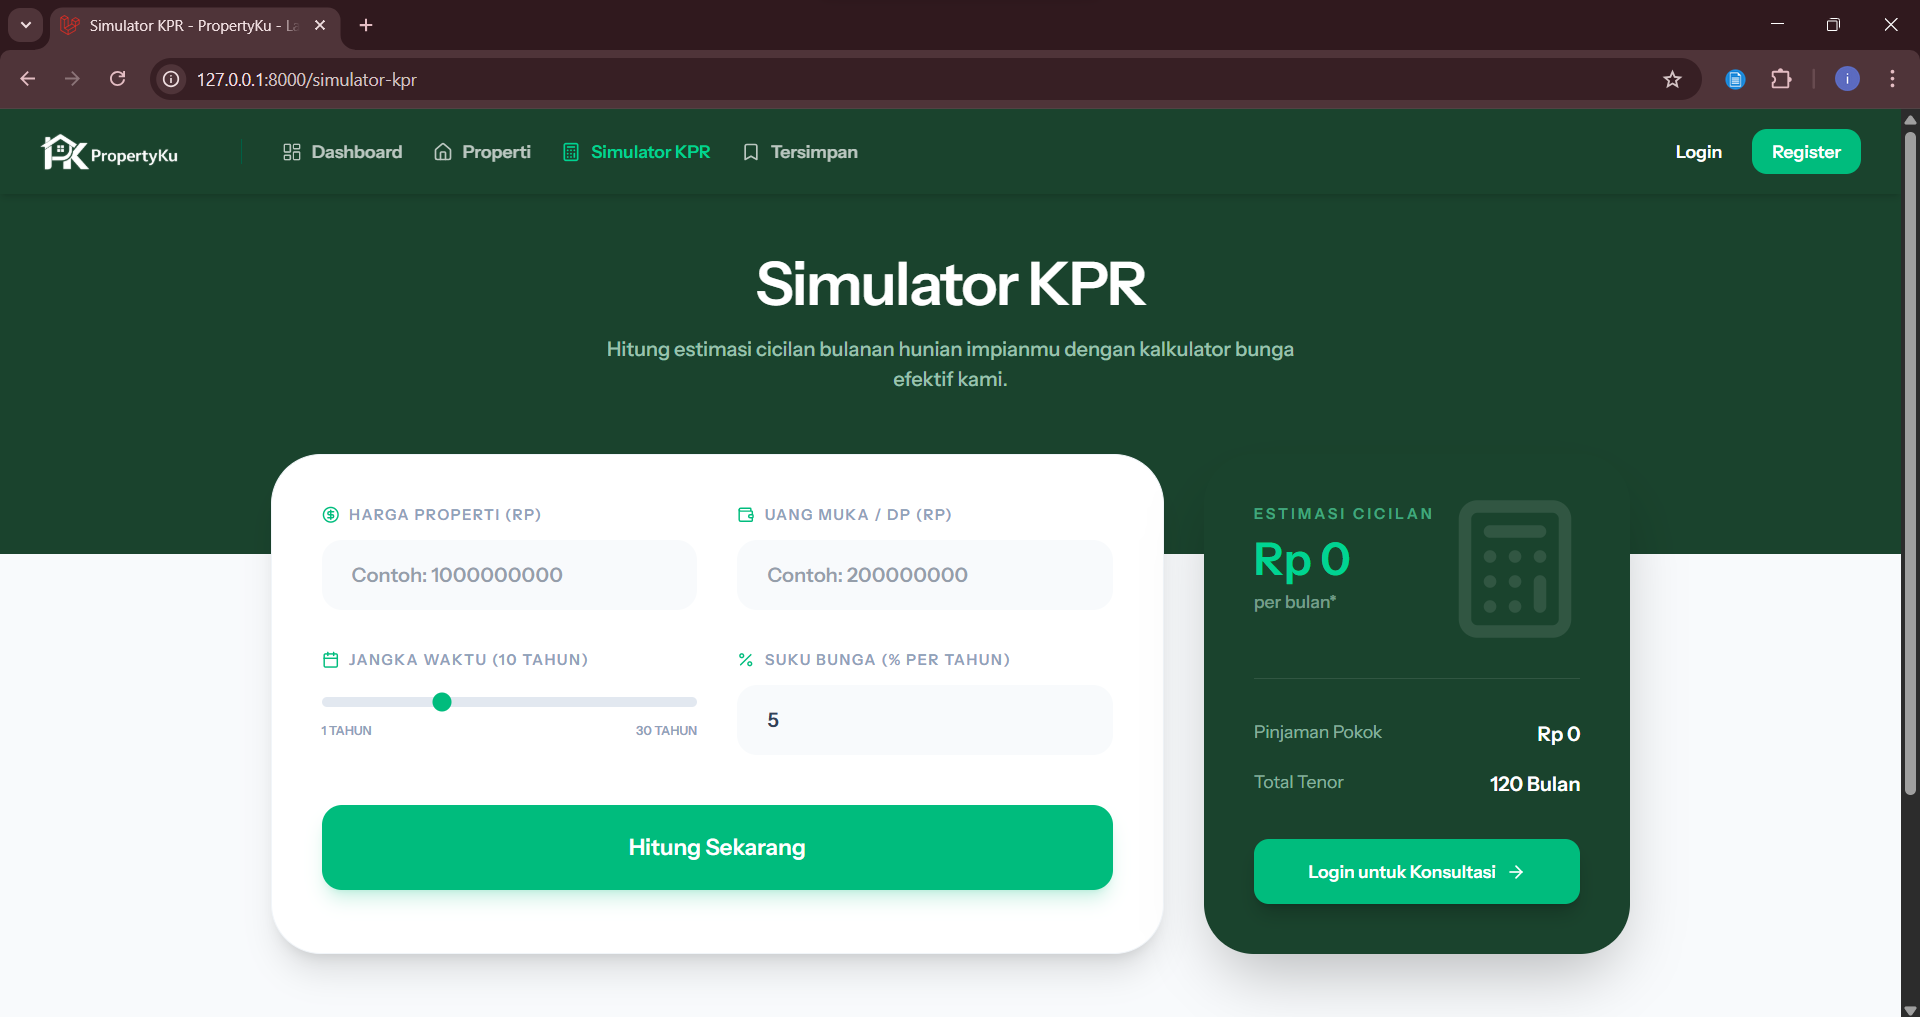 Simulator KPR - PropertyKu - La
127.0.0.1:8000/simulator-kpr
i
PK PropertyKu
Dashboard
Properti
Simulator KPR
Tersimpan
Login
Register
Simulator KPR
Hitung estimasi cicilan bulanan hunian impianmu dengan kalkulator bunga
efektif kami.
HARGA PROPERTI (RP)
Contoh: 1000000000
UANG MUKA / DP (RP)
Contoh: 200000000
JANGKA WAKTU (10 TAHUN)
1 TAHUN
30 TAHUN
SUKU BUNGA (% PER TAHUN)
5
Hitung Sekarang
ESTIMASI CICILAN
Rp 0
per bulan*
Pinjaman Pokok
Rp 0
Total Tenor
120 Bulan
Login untuk Konsultasi →